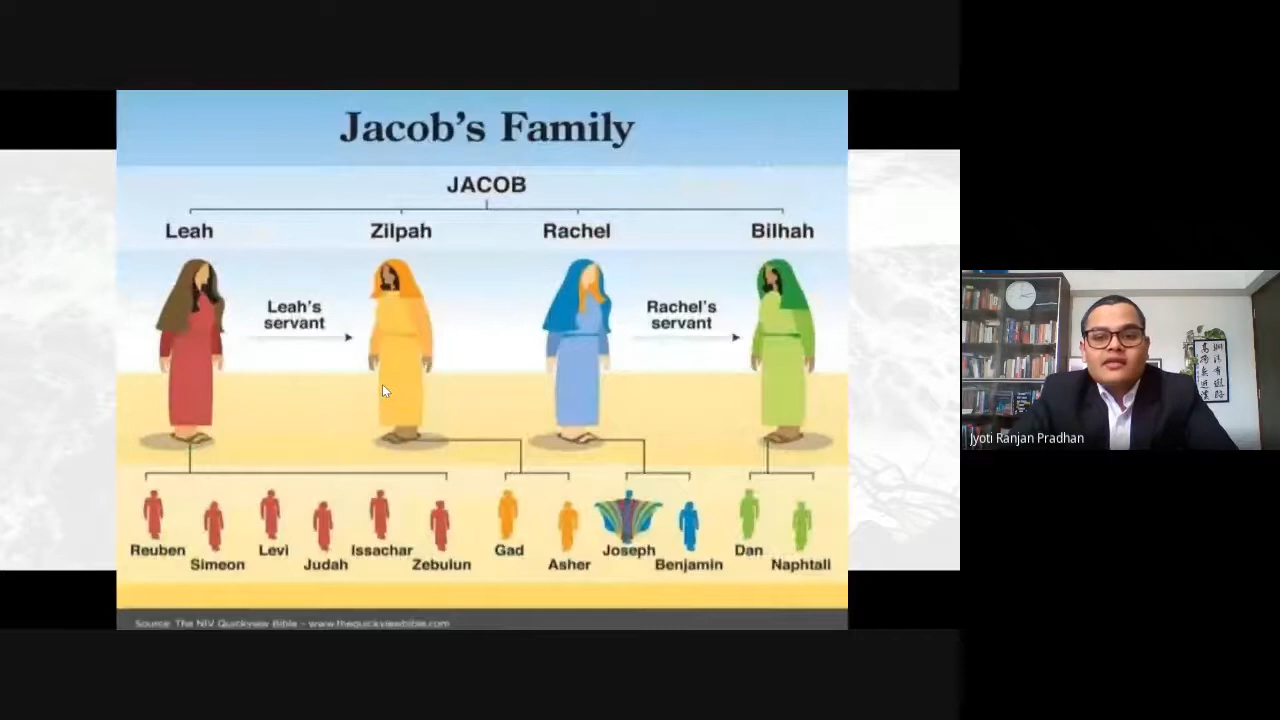 Jacob's Family
JACOB
Leah
Zilpah
Rachel
Bilhah
Leah's
servant
Rachel's
servant
Reuben
Simeon
Levi
Judah
Issachar
Zebulun
Gad
Asher
Joseph
Benjamin
Dan
Naphtali
Source: The NIV Quickview Bible - www.thequickviewbible.com
Jyoti Ranjan Pradhan